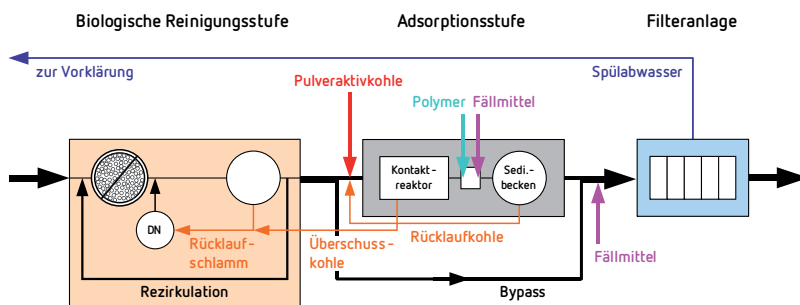 Biologische Reinigungsstufe
Adsorptionsstufe
Filteranlage
zur Vorklärung
Spülabwasser
Pulveraktivkohle
Polymer
Fällmittel
Kontakt-
reaktor
Sedi.-
becken
DN
Rücklauf-
schlamm
Überschuss-
kohle
Rücklaufkohle
Fällmittel
Rezirkulation
Bypass